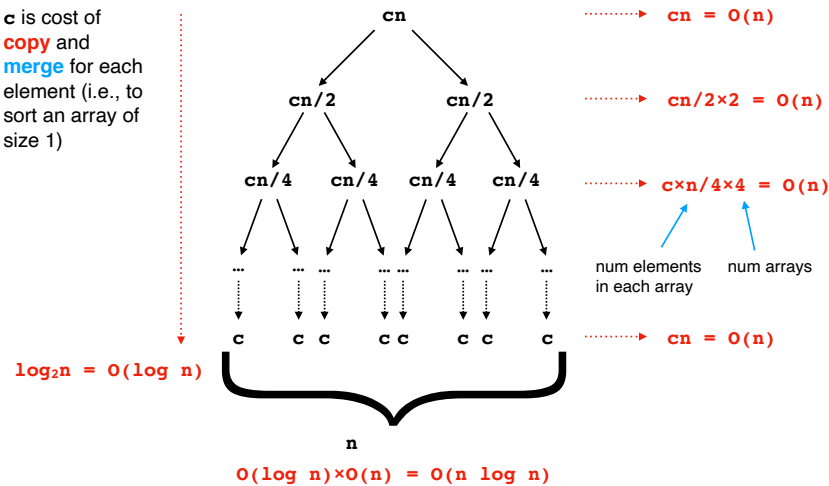 c is cost of
copy and
merge for each
element (i.e., to
sort an array of
size 1)
cn
cn = O(n)
cn/2 cn/2
cn/2×2 = O(n)
cn/4 cn/4 cn/4 cn/4
c×n/4×4 = O(n)
num elements
in each array
num arrays
… … … … … … … …
c c c c c c c c
cn = O(n)
log₂n = O(log n)
n
O(log n)×O(n) = O(n log n)